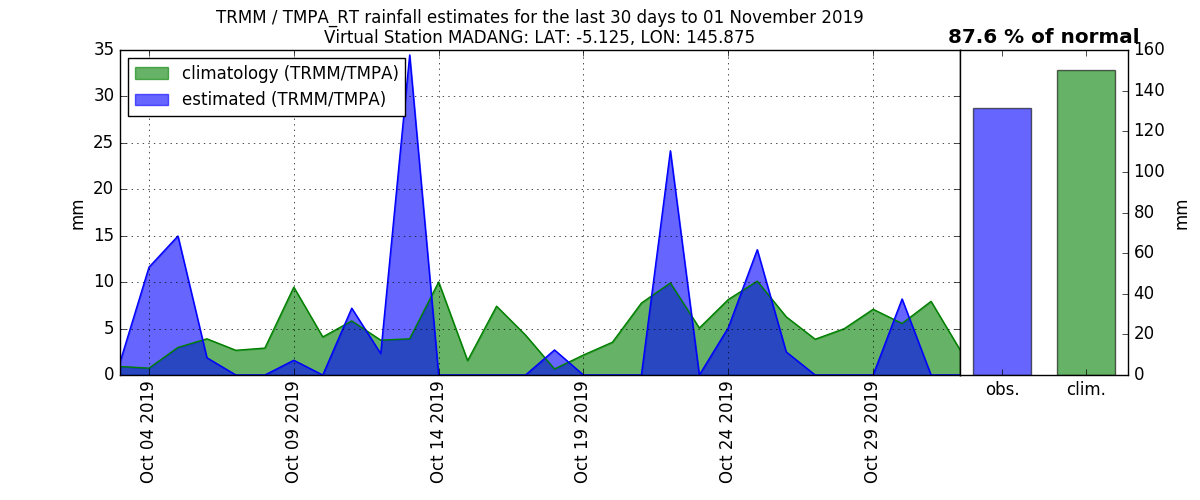 TRMM / TMPA_RT rainfall estimates for the last 30 days to 01 November 2019
Virtual Station MADANG: LAT: -5.125, LON: 145.875
87.6 % of normal
climatology (TRMM/TMPA)
estimated (TRMM/TMPA)
35
30
25
20
15
10
5
0
mm
Oct 04 2019
Oct 09 2019
Oct 14 2019
Oct 19 2019
Oct 24 2019
Oct 29 2019
160
140
120
100
80
60
40
20
0
mm
obs.
clim.